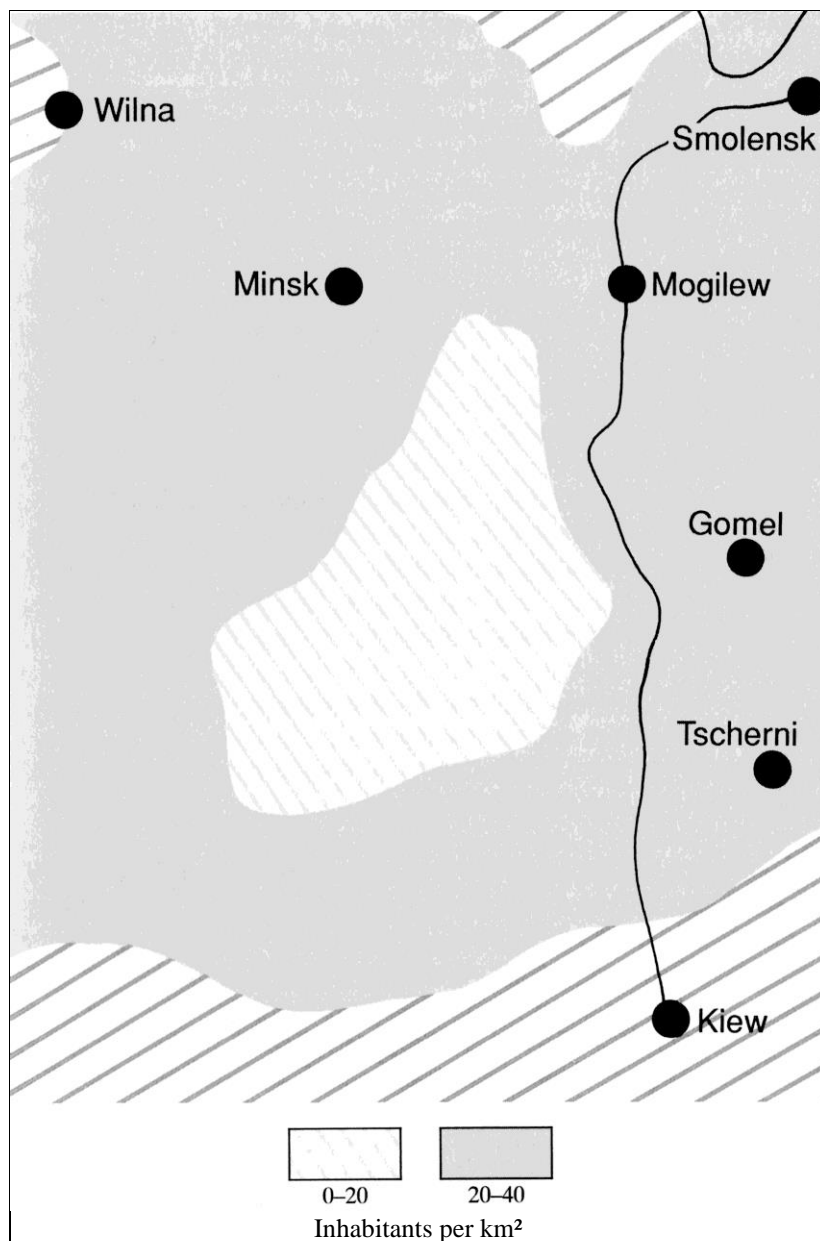 Wilna
Smolensk
Minsk
Mogilew
Gomel
Tscherni
Kiew
0–20
20–40
Inhabitants per km²